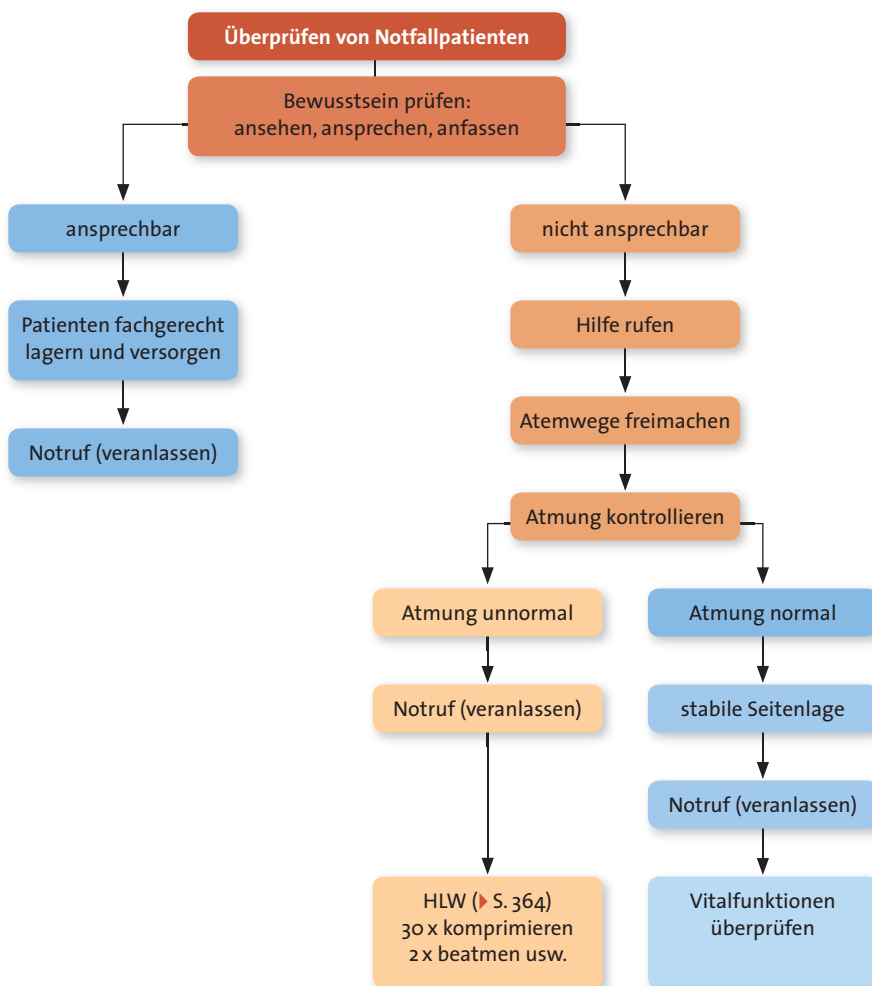 Überprüfen von Notfallpatienten
Bewusstsein prüfen:
ansehen, ansprechen, anfassen
ansprechbar
Patienten fachgerecht
lagern und versorgen
Notruf (veranlassen)
nicht ansprechbar
Hilfe rufen
Atemwege freimachen
Atmung kontrollieren
Atmung unnormal
Notruf (veranlassen)
HLW (▶ S. 364)
30 x komprimieren
2 x beatmen usw.
Atmung normal
stabile Seitenlage
Notruf (veranlassen)
Vitalfunktionen
überprüfen